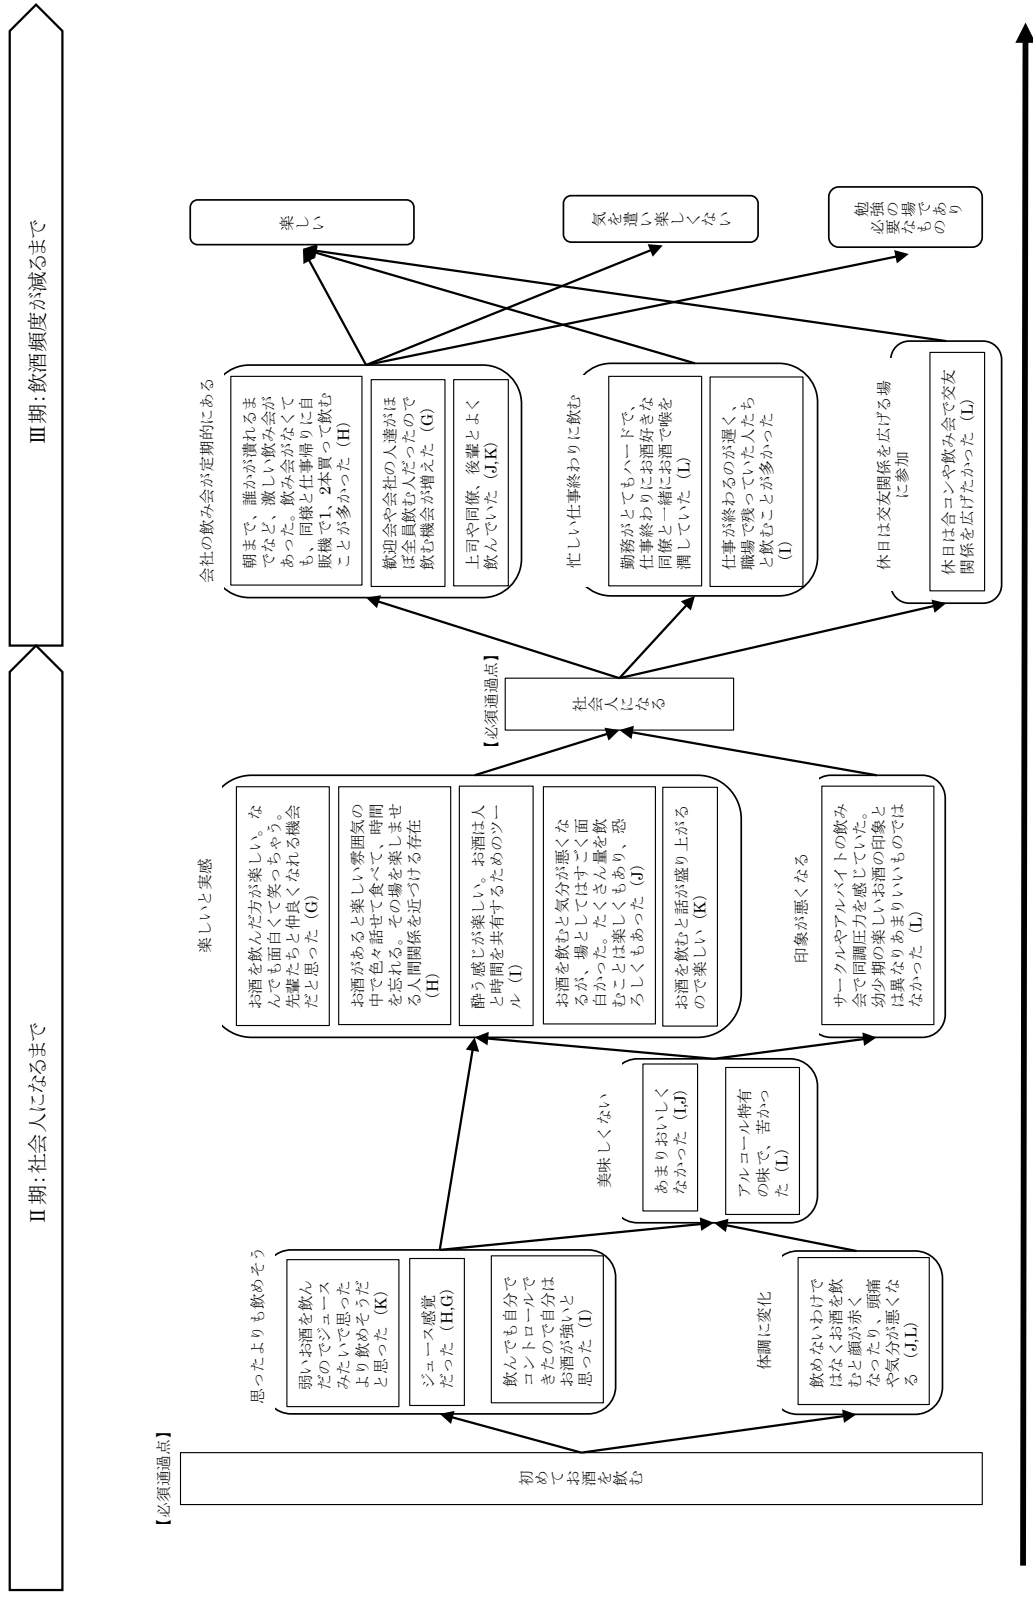 Ⅱ期：社会人になるまで
Ⅲ期：飲酒頻度が減るまで
【必須通過点】
初めてお酒を飲む
思ったよりも飲めそう
弱いお酒を飲ん
だのでジュース
みたいで思った
より飲めそうだ
と思った（K）
ジュース感覚
だった（H,G）
飲んでも自分で
コントロールで
きたので自分は
お酒が強いと
思った（I）
体調に変化
飲めないわけで
はなくお酒を飲
むと顔が赤く
なったり、頭痛
や気分が悪くな
る（J,L）
美味しくない
あまりおいしく
なかった（I,J）
アルコール特有
の味で、苦かっ
た（L）
楽しいと実感
お酒を飲んだ方が楽しい。な
んでも面白くて笑っちゃう。
先輩たちと仲良くなれる機会
だと思った（G）
お酒があると楽しい雰囲気の
中で色々話せて食べて、時間
を忘れる。その場を楽しませ
る人間関係を近づける存在
（H）
酔う感じが楽しい。お酒は人
と時間を共有するためのツー
ル（I）
お酒を飲むと気分が悪くな
るが、場としてはすごく面
白かった。たくさん量を飲
むことは楽しくもあり、恐
ろしくもあった（J）
お酒を飲むと話が盛り上がる
ので楽しい（K）
印象が悪くなる
サークルやアルバイトの飲み
会で同調圧力を感じていた。
幼少期の楽しいお酒の印象と
は異なりあまりいいものでは
なかった（L）
【必須通過点】
社会人に
なる
会社の飲み会が定期的にある
朝まで、誰かが潰れるま
でなど、激しい飲み会が
あった。飲み会がなくて
も、同様と仕事帰りに自
販機で1、2本買って飲む
ことが多かった（H）
歓迎会や会社の人達がほ
ぼ全員飲む人だったので
飲む機会が増えた（G）
上司や同僚、後輩とよく
飲んでいた（J,K）
忙しい仕事終わりに飲む
勤務がとてもハードで、
仕事終わりにお酒好きな
同僚と一緒にお酒で喉を
潤していた（L）
仕事が終わるのが遅く、
職場で残っていた人たち
と飲むことが多かった
（I）
休日は交友関係を広げる場
に参加
休日は合コンや飲み会で交友
関係を広げたかった（L）
楽しい
気を遣い楽しくない
勉強の場で
必要であり
なもの